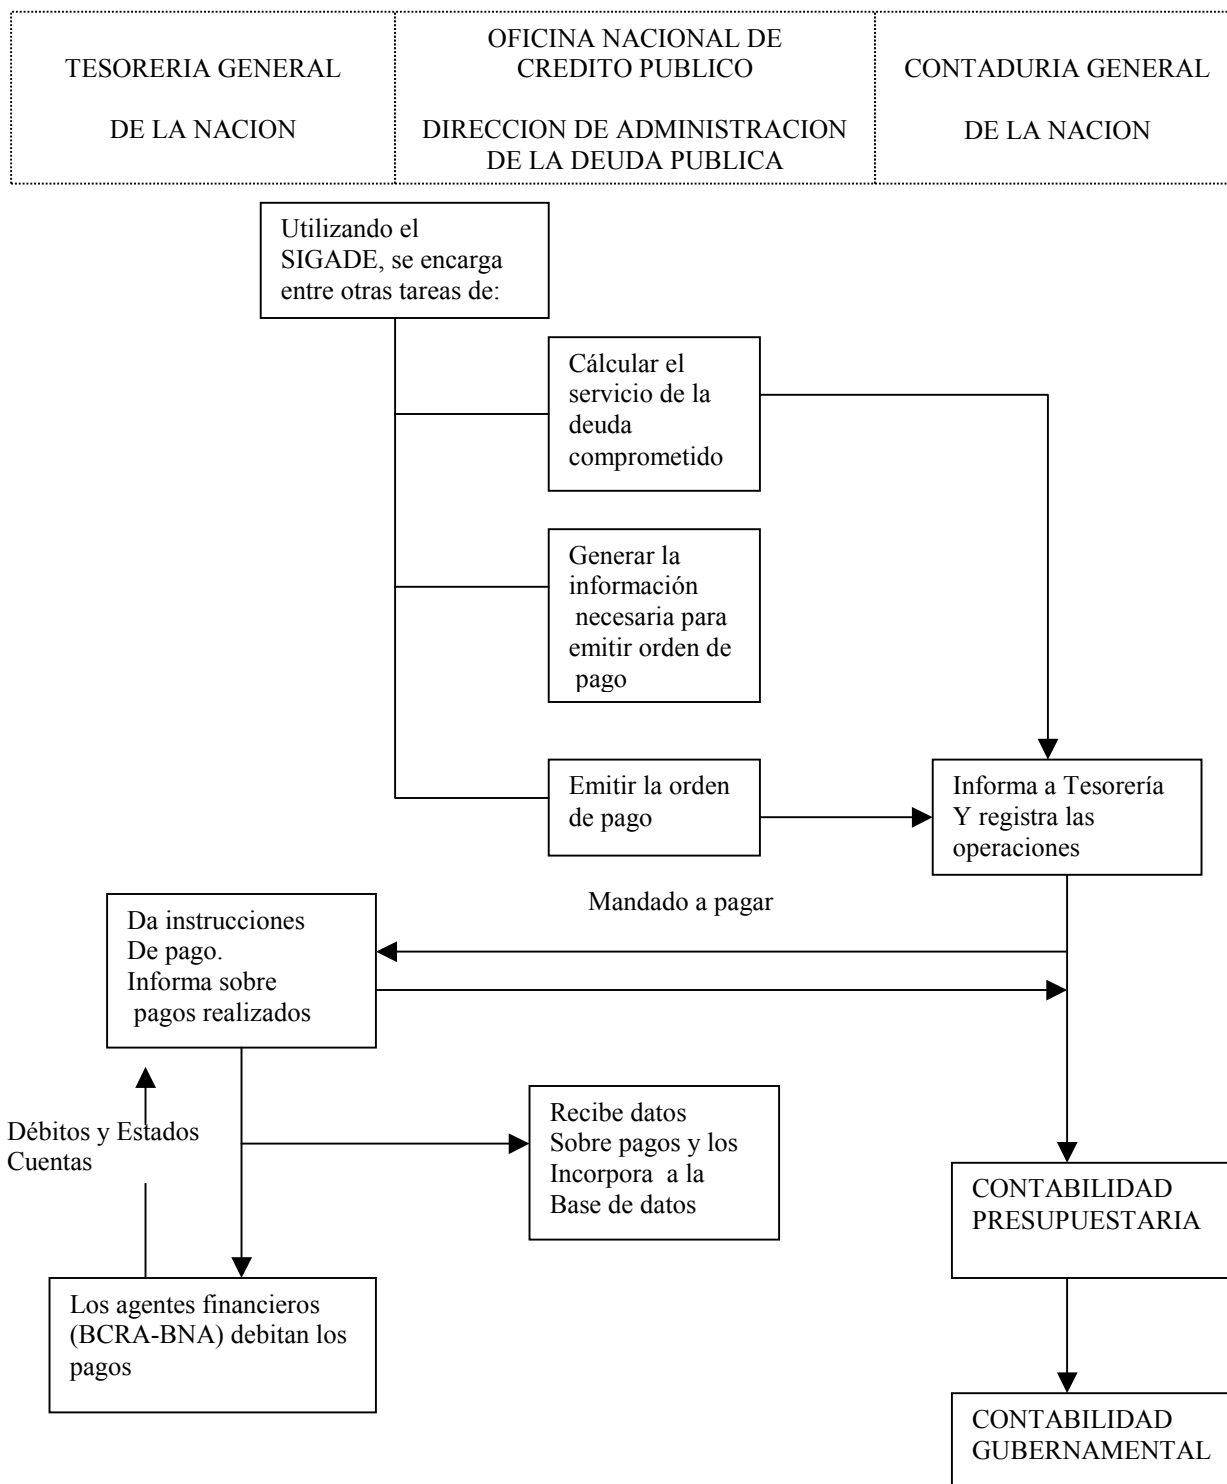 TESORERIA GENERAL
DE LA NACION
OFICINA NACIONAL DE
CREDITO PUBLICO
DIRECCION DE ADMINISTRACION
DE LA DEUDA PUBLICA
CONTADURIA GENERAL
DE LA NACION
Utilizando el
SIGADE, se encarga
entre otras tareas de:
Cálcular el
servicio de la
deuda
comprometido
Generar la
información
necesaria para
emitir orden de
pago
Emitir la orden
de pago
Informa a Tesorería
Y registra las
operaciones
Mandado a pagar
Da instrucciones
De pago.
Informa sobre
pagos realizados
Débitos y Estados
Cuentas
Recibe datos
Sobre pagos y los
Incorpora a la
Base de datos
CONTABILIDAD
PRESUPUESTARIA
Los agentes financieros
(BCRA-BNA) debitan los
pagos
CONTABILIDAD
GUBERNAMENTAL